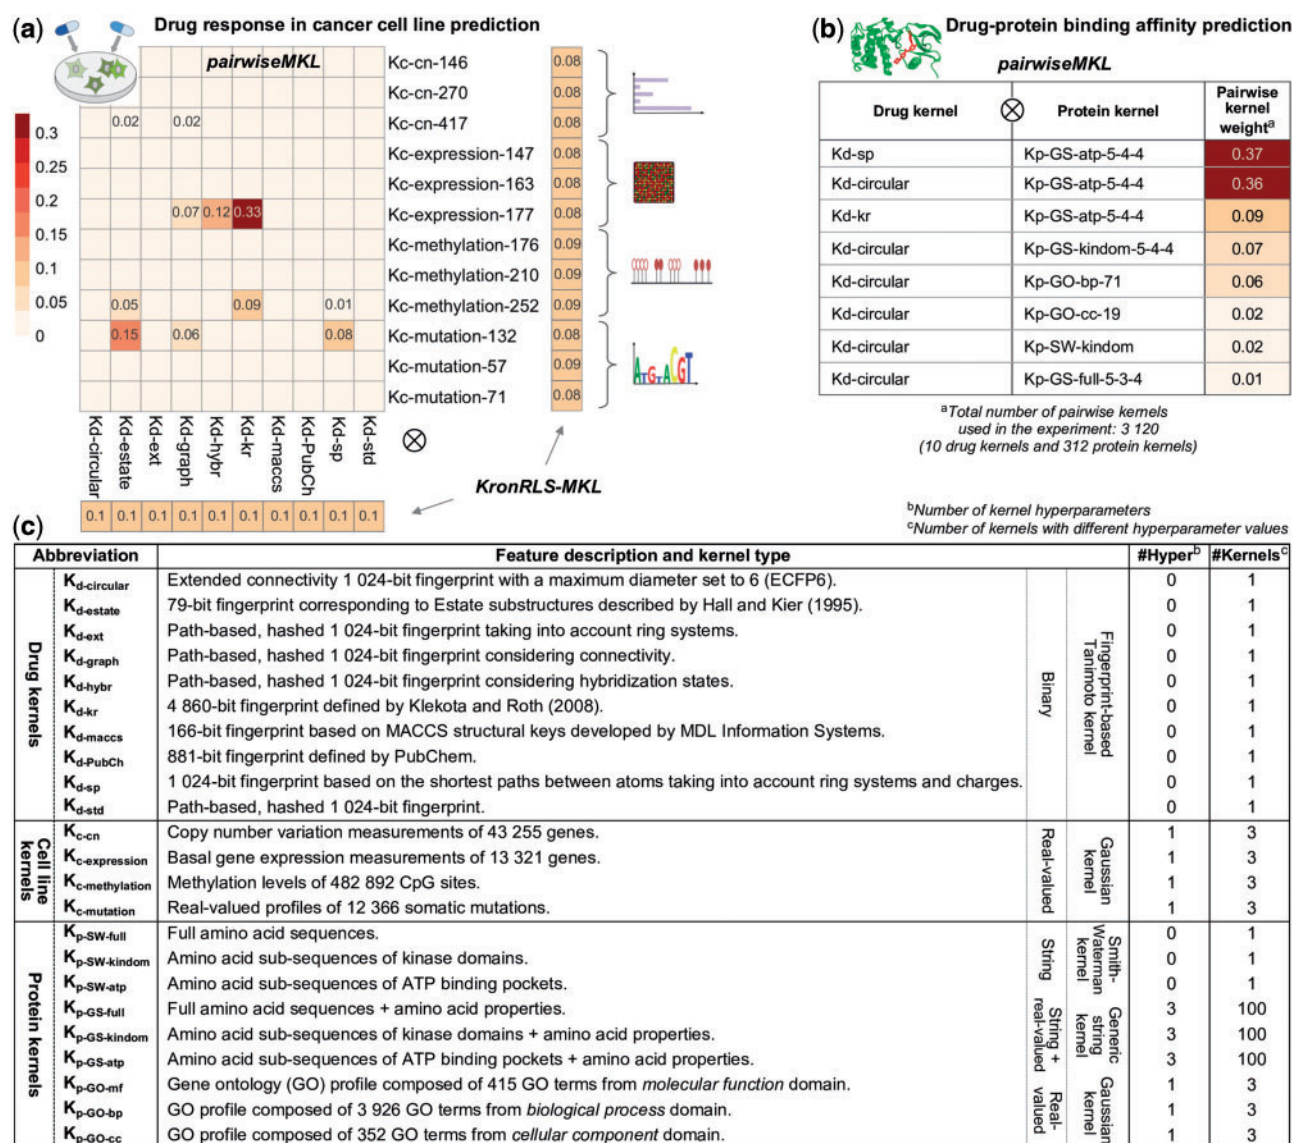 (a) Drug response in cancer cell line prediction
pairwiseMKL
Kc-cn-146 0.08
Kc-cn-270 0.08
0.02 0.02 Kc-cn-417 0.08
Kc-expression-147 0.08
Kc-expression-163 0.08
0.07 0.12 0.33 Kc-expression-177 0.08
Kc-methylation-176 0.09
Kc-methylation-210 0.09
0.05 0.09 0.01 Kc-methylation-252 0.09
0.15 0.06 0.08 Kc-mutation-132 0.08
Kc-mutation-57 0.09
Kc-mutation-71 0.08
0.3
0.25
0.2
0.15
0.1
0.05
0
ATGTACGT
Kd-circular
Kd-estate
Kd-ext
Kd-graph
Kd-hybr
Kd-kr
Kd-maccs
Kd-PubCh
Kd-sp
Kd-std
⊗
KronRLS-MKL
0.1 0.1 0.1 0.1 0.1 0.1 0.1 0.1 0.1 0.1
(b) Drug-protein binding affinity prediction
pairwiseMKL
Drug kernel ⊗ Protein kernel Pairwise kernel weighta
Kd-sp Kp-GS-atp-5-4-4 0.37
Kd-circular Kp-GS-atp-5-4-4 0.36
Kd-kr Kp-GS-atp-5-4-4 0.09
Kd-circular Kp-GS-kindom-5-4-4 0.07
Kd-circular Kp-GO-bp-71 0.06
Kd-circular Kp-GO-cc-19 0.02
Kd-circular Kp-SW-kindom 0.02
Kd-circular Kp-GS-full-5-3-4 0.01
aTotal number of pairwise kernels
used in the experiment: 3 120
(10 drug kernels and 312 protein kernels)
bNumber of kernel hyperparameters
cNumber of kernels with different hyperparameter values
(c)
Abbreviation Feature description and kernel type #Hyperb #Kernelsc
Drug kernels
Kd-circular Extended connectivity 1 024-bit fingerprint with a maximum diameter set to 6 (ECFP6). 0 1
Kd-estate 79-bit fingerprint corresponding to Estate substructures described by Hall and Kier (1995). 0 1
Kd-ext Path-based, hashed 1 024-bit fingerprint taking into account ring systems. 0 1
Kd-graph Path-based, hashed 1 024-bit fingerprint considering connectivity. 0 1
Kd-hybr Path-based, hashed 1 024-bit fingerprint considering hybridization states. 0 1
Kd-kr 4 860-bit fingerprint defined by Klekota and Roth (2008). 0 1
Kd-maccs 166-bit fingerprint based on MACCS structural keys developed by MDL Information Systems. 0 1
Kd-PubCh 881-bit fingerprint defined by PubChem. 0 1
Kd-sp 1 024-bit fingerprint based on the shortest paths between atoms taking into account ring systems and charges. 0 1
Kd-std Path-based, hashed 1 024-bit fingerprint. 0 1
Binary
Fingerprint-based
Tanimoto kernel
Cell line
kernels
Kc-cn Copy number variation measurements of 43 255 genes. 1 3
Kc-expression Basal gene expression measurements of 13 321 genes. 1 3
Kc-methylation Methylation levels of 482 892 CpG sites. 1 3
Kc-mutation Real-valued profiles of 12 366 somatic mutations. 1 3
Real-valued
Gaussian
kernel
Protein kernels
Kp-SW-full Full amino acid sequences. 0 1
Kp-SW-kindom Amino acid sub-sequences of kinase domains. 0 1
Kp-SW-atp Amino acid sub-sequences of ATP binding pockets. 0 1
String
Smith-
Waterman
kernel
Kp-GS-full Full amino acid sequences + amino acid properties. 3 100
Kp-GS-kindom Amino acid sub-sequences of kinase domains + amino acid properties. 3 100
Kp-GS-atp Amino acid sub-sequences of ATP binding pockets + amino acid properties. 3 100
String +
real-valued
Generic
string
kernel
Kp-GO-mf Gene ontology (GO) profile composed of 415 GO terms from molecular function domain. 1 3
Kp-GO-bp GO profile composed of 3 926 GO terms from biological process domain. 1 3
Kp-GO-cc GO profile composed of 352 GO terms from cellular component domain. 1 3
Real-
valued
Gaussian
kernel